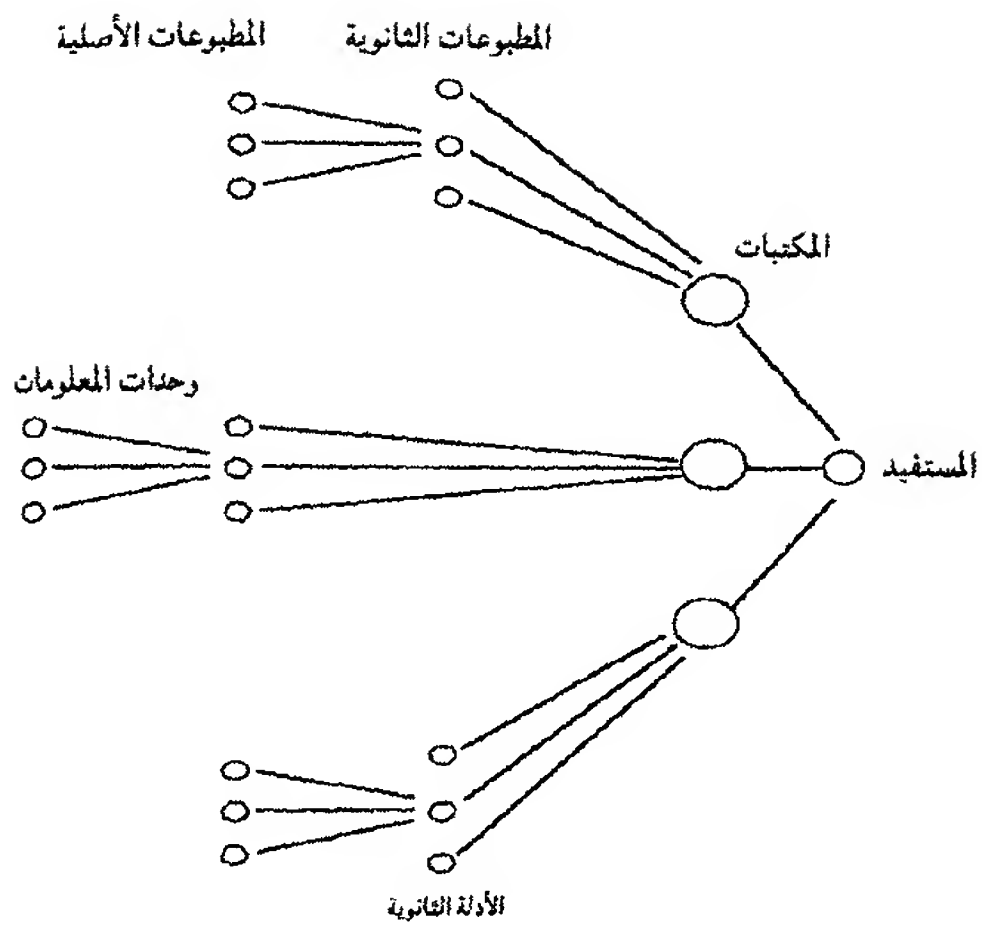 المطبوعات الثانوية
المطبوعات الأصلية
المكتبات
وحدات المعلومات
المستفيد
الأدلة الثانوية